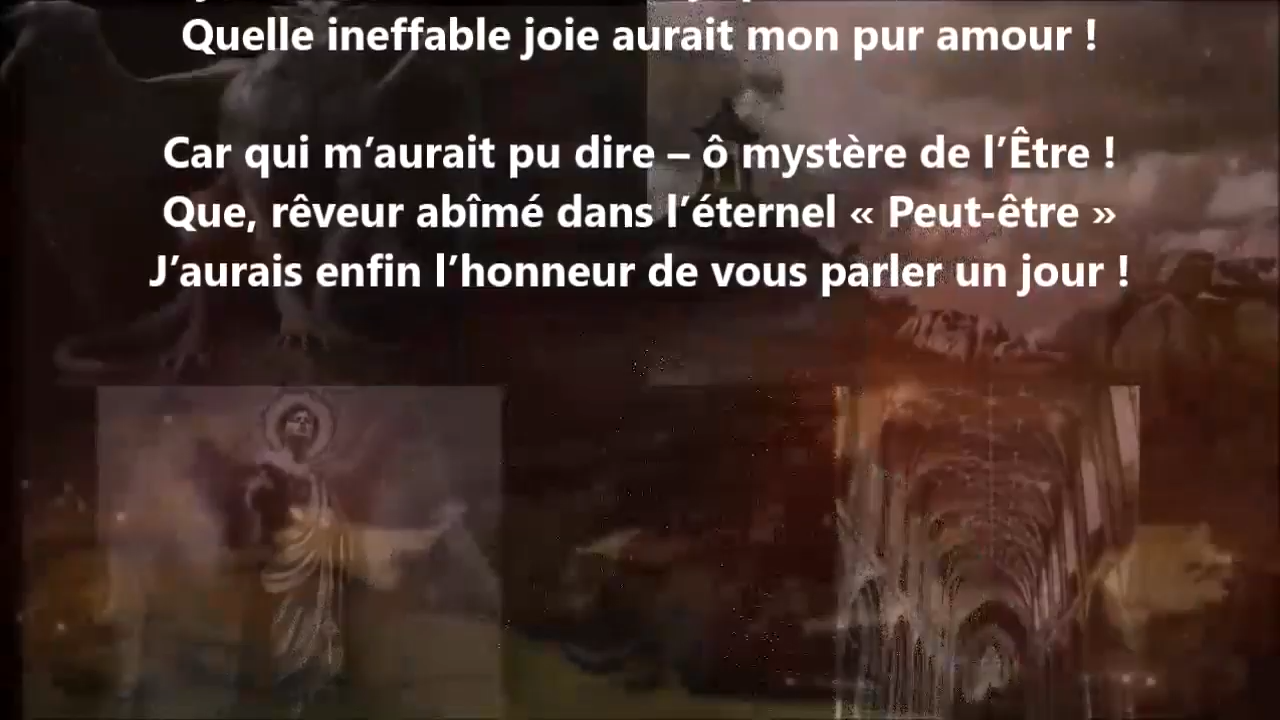 Quelle ineffable joie aurait mon pur amour !
Car qui m’aurait pu dire – ô mystère de l’Être !
Que, rêveur abîmé dans l’éternel « Peut-être »
J’aurais enfin l’honneur de vous parler un jour !